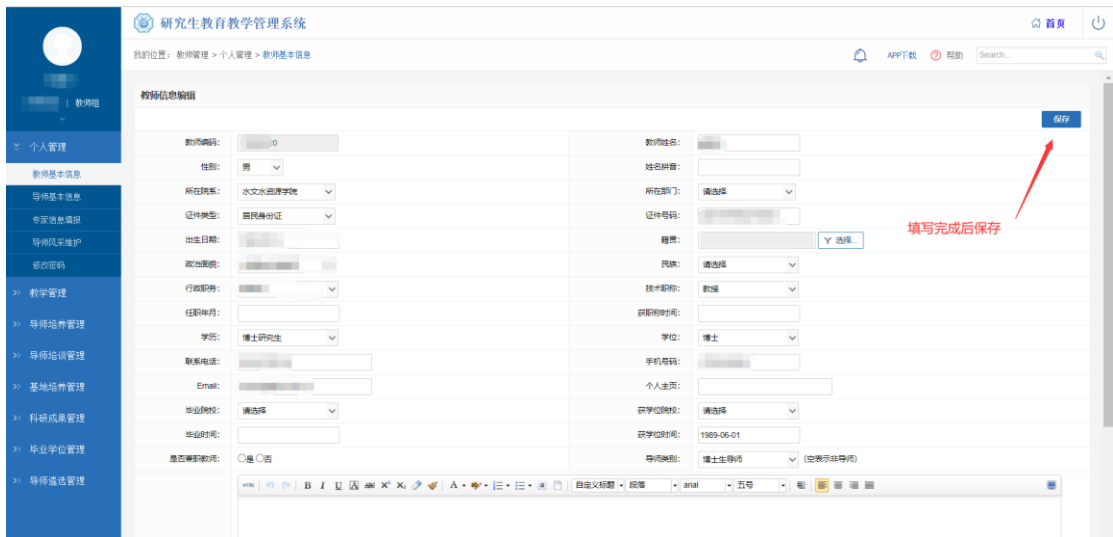 研究生教育教学管理系统
首页
我的位置: 教师管理 > 个人管理 > 教师基本信息
APP下载 帮助 Search...
| 教师组
个人管理
教师基本信息
导师基本信息
专家信息填报
导师风采维护
修改密码
教学管理
导师培养管理
导师培训管理
基地培养管理
科研成果管理
毕业学位管理
导师遴选管理
教师信息编辑
保存
教师编码: 教师姓名:
性别: 男 姓名拼音:
所在院系: 水文水资源学院 所在部门: 请选择
证件类型: 居民身份证 证件号码:
出生日期: 籍贯: 选择...
政治面貌: 民族: 请选择
行政职务: 技术职称: 教授
任职年月: 获职称时间:
学历: 博士研究生 学位: 博士
联系电话: 手机号码:
Email: 个人主页:
毕业院校: 请选择 获学位院校: 请选择
毕业时间: 获学位时间: 1989-06-01
是否兼职教师: 是 否 导师类别: 博士生导师 (空表示非导师)
填写完成后保存
HTML B I U A ABC X² X₂ A 自定义标题 段落 arial 五号